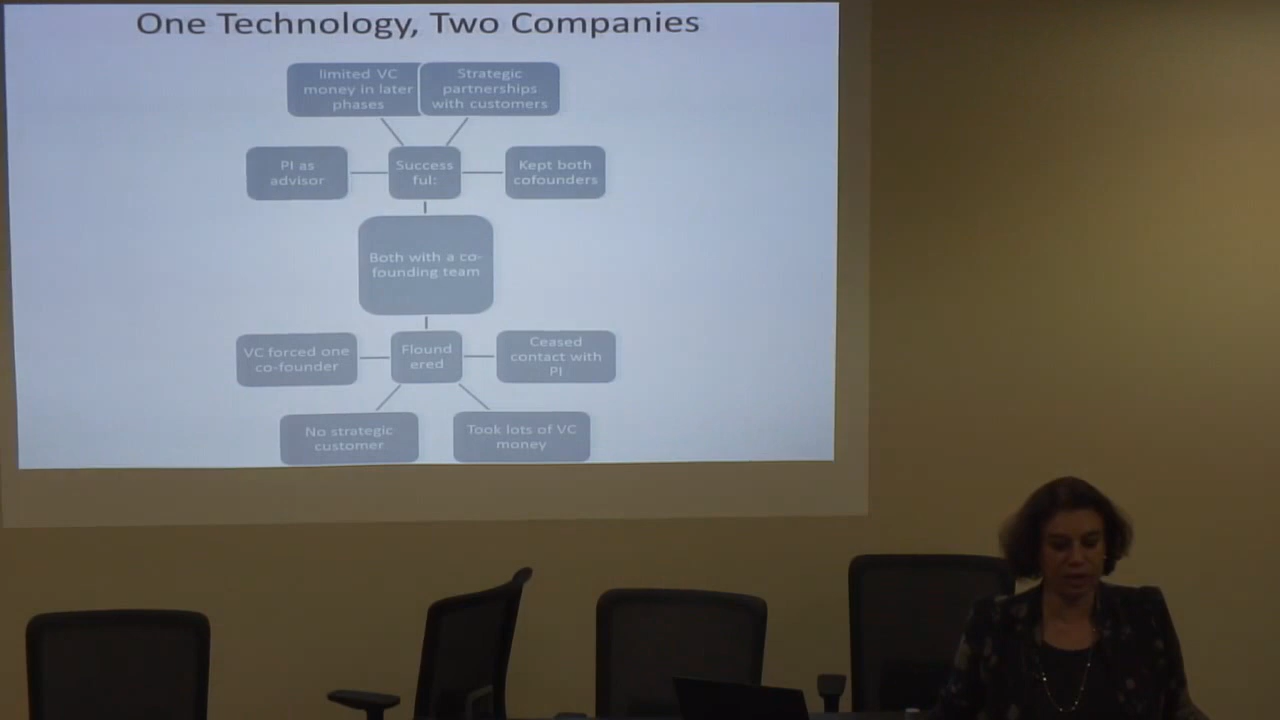 One Technology, Two Companies
limited VC
money in later
phases
Strategic
partnerships
with customers
PI as
advisor
Success
ful:
Kept both
cofounders
Both with a co-
founding team
VC forced one
co-founder
Flound
ered
Ceased
contact with
PI
No strategic
customer
Took lots of VC
money